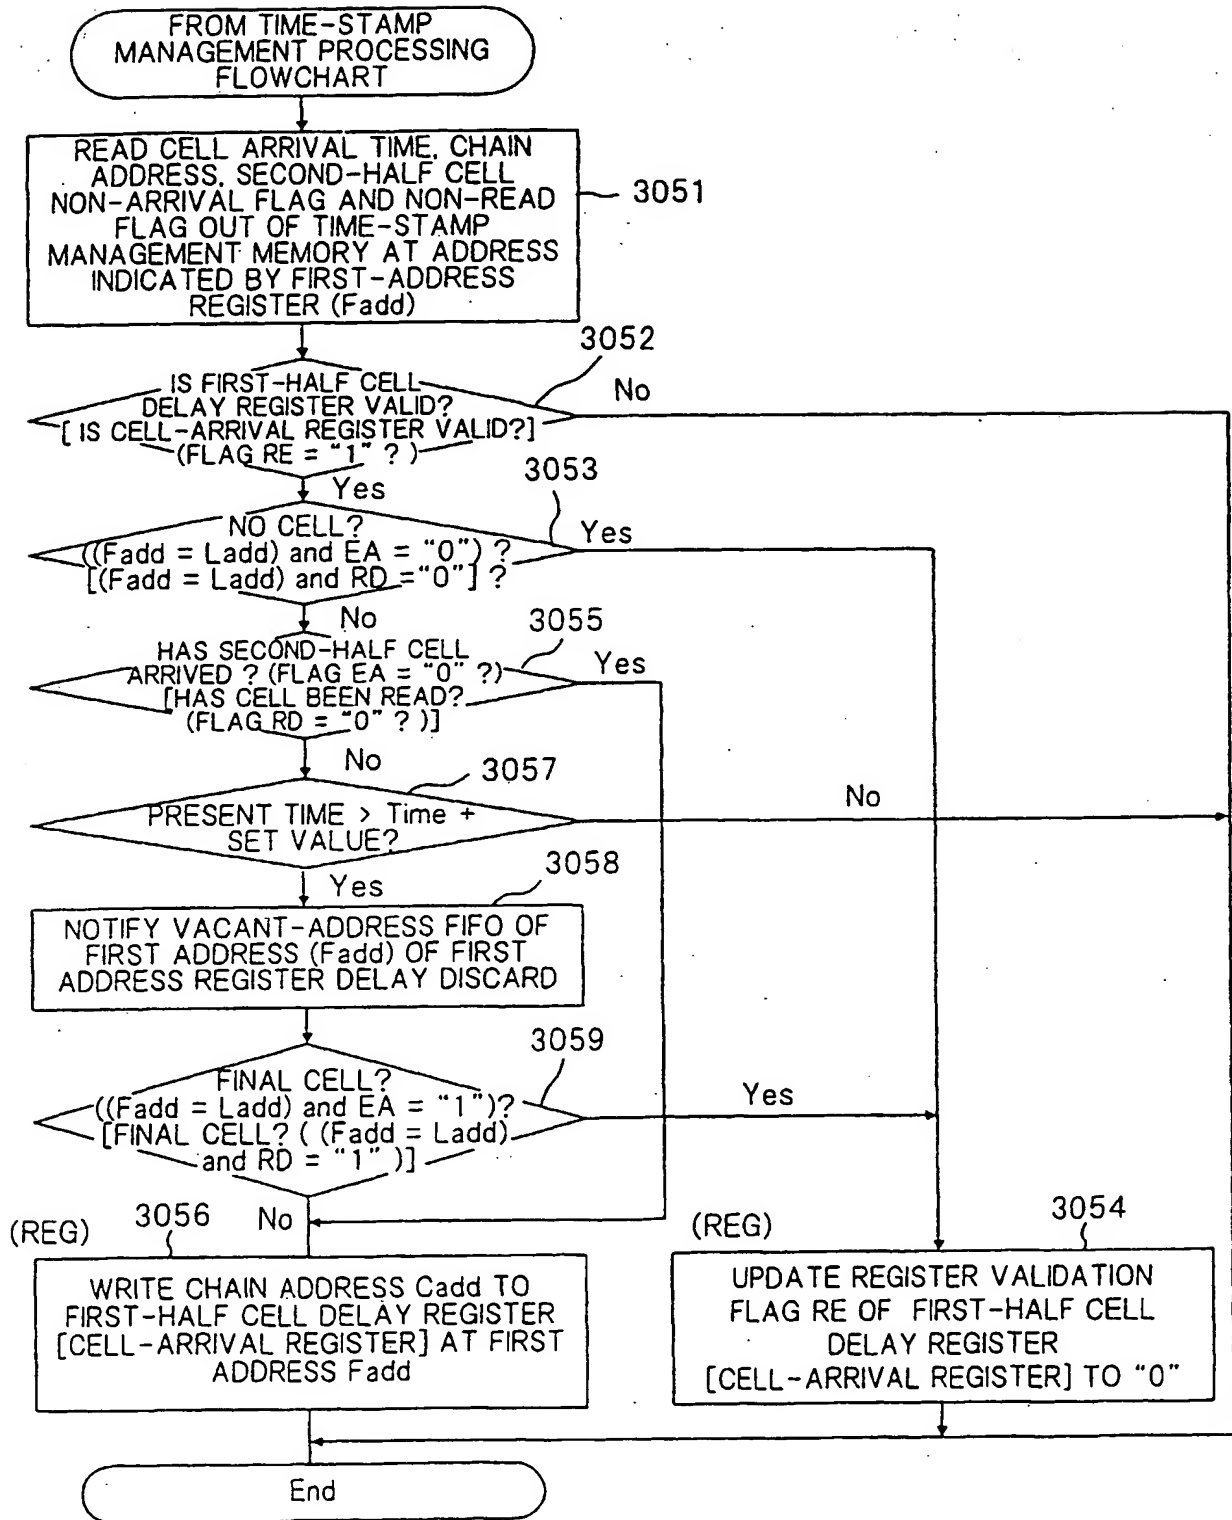 FROM TIME-STAMP
MANAGEMENT PROCESSING
FLOWCHART
READ CELL ARRIVAL TIME, CHAIN
ADDRESS, SECOND-HALF CELL
NON-ARRIVAL FLAG AND NON-READ
FLAG OUT OF TIME-STAMP
MANAGEMENT MEMORY AT ADDRESS
INDICATED BY FIRST-ADDRESS
REGISTER (Fadd)
3051
3052
IS FIRST-HALF CELL
DELAY REGISTER VALID?
[ IS CELL-ARRIVAL REGISTER VALID?]
(FLAG RE = "1" ? )
No
Yes
3053
NO CELL?
((Fadd = Ladd) and EA = "0") ?
[(Fadd = Ladd) and RD ="0"] ?
Yes
No
3055
HAS SECOND-HALF CELL
ARRIVED ? (FLAG EA = "0" ?)
[HAS CELL BEEN READ?
(FLAG RD = "0" ? )]
Yes
No
3057
PRESENT TIME > Time +
SET VALUE?
No
Yes
3058
NOTIFY VACANT-ADDRESS FIFO OF
FIRST ADDRESS (Fadd) OF FIRST
ADDRESS REGISTER DELAY DISCARD
3059
FINAL CELL?
((Fadd = Ladd) and EA = "1")?
[FINAL CELL? ( (Fadd = Ladd)
and RD = "1" )]
Yes
No
(REG)
3056
WRITE CHAIN ADDRESS Cadd TO
FIRST-HALF CELL DELAY REGISTER
[CELL-ARRIVAL REGISTER] AT FIRST
ADDRESS Fadd
(REG)
3054
UPDATE REGISTER VALIDATION
FLAG RE OF FIRST-HALF CELL
DELAY REGISTER
[CELL-ARRIVAL REGISTER] TO "0"
End